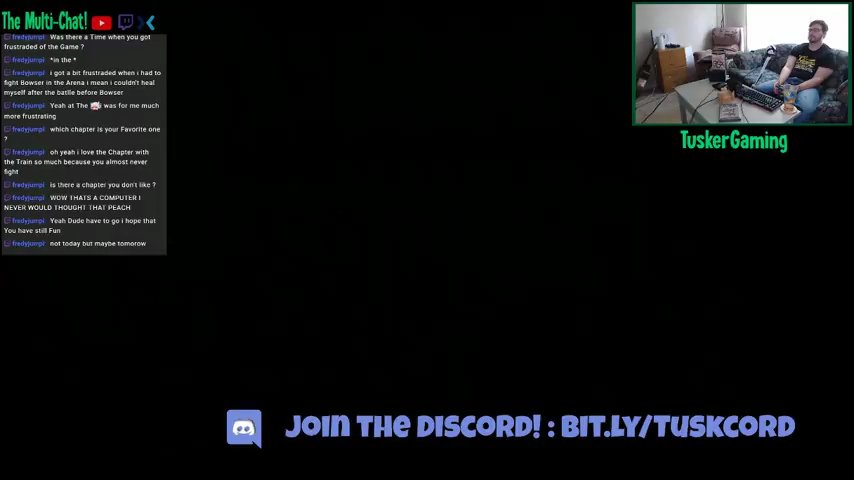 The Multi-Chat!
fredyjumpi Was there a Time when you got
frustraded of the Game ?
fredyjumpi *in the *
fredyjumpi i got a bit frustraded when i had to
fight Bowser in the Arena i mean i couldn't heal
myself after the batlle before Bowser
fredyjumpi Yeah at The was for me much
more frustrating
fredyjumpi which chapter is your Favorite one
?
fredyjumpi oh yeah i love the Chapter with
the Train so much because you almost never
fight
fredyjumpi is there a chapter you don't like ?
fredyjumpi WOW THATS A COMPUTER I
NEVER WOULD THOUGHT THAT PEACH
fredyjumpi Yeah Dude have to go i hope that
You have still Fun
fredyjumpi not today but maybe tomorow
TuskerGaming
JOIN THE DISCORD! : BIT.LY/TUSKCORD